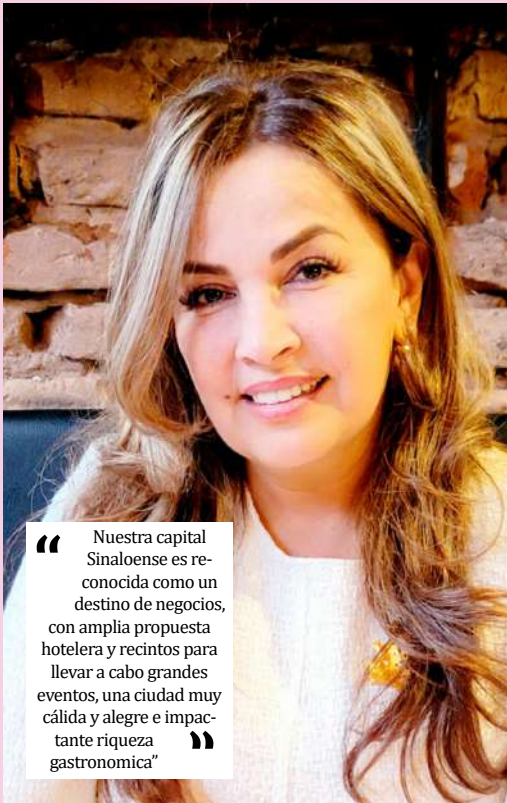 “ Nuestra capital
Sinaloense es re-
conocida como un
destino de negocios,
con amplia propuesta
hotelera y recintos para
llevar a cabo grandes
eventos, una ciudad muy
cálida y alegre e impac-
tante riqueza ”
gastronomica”